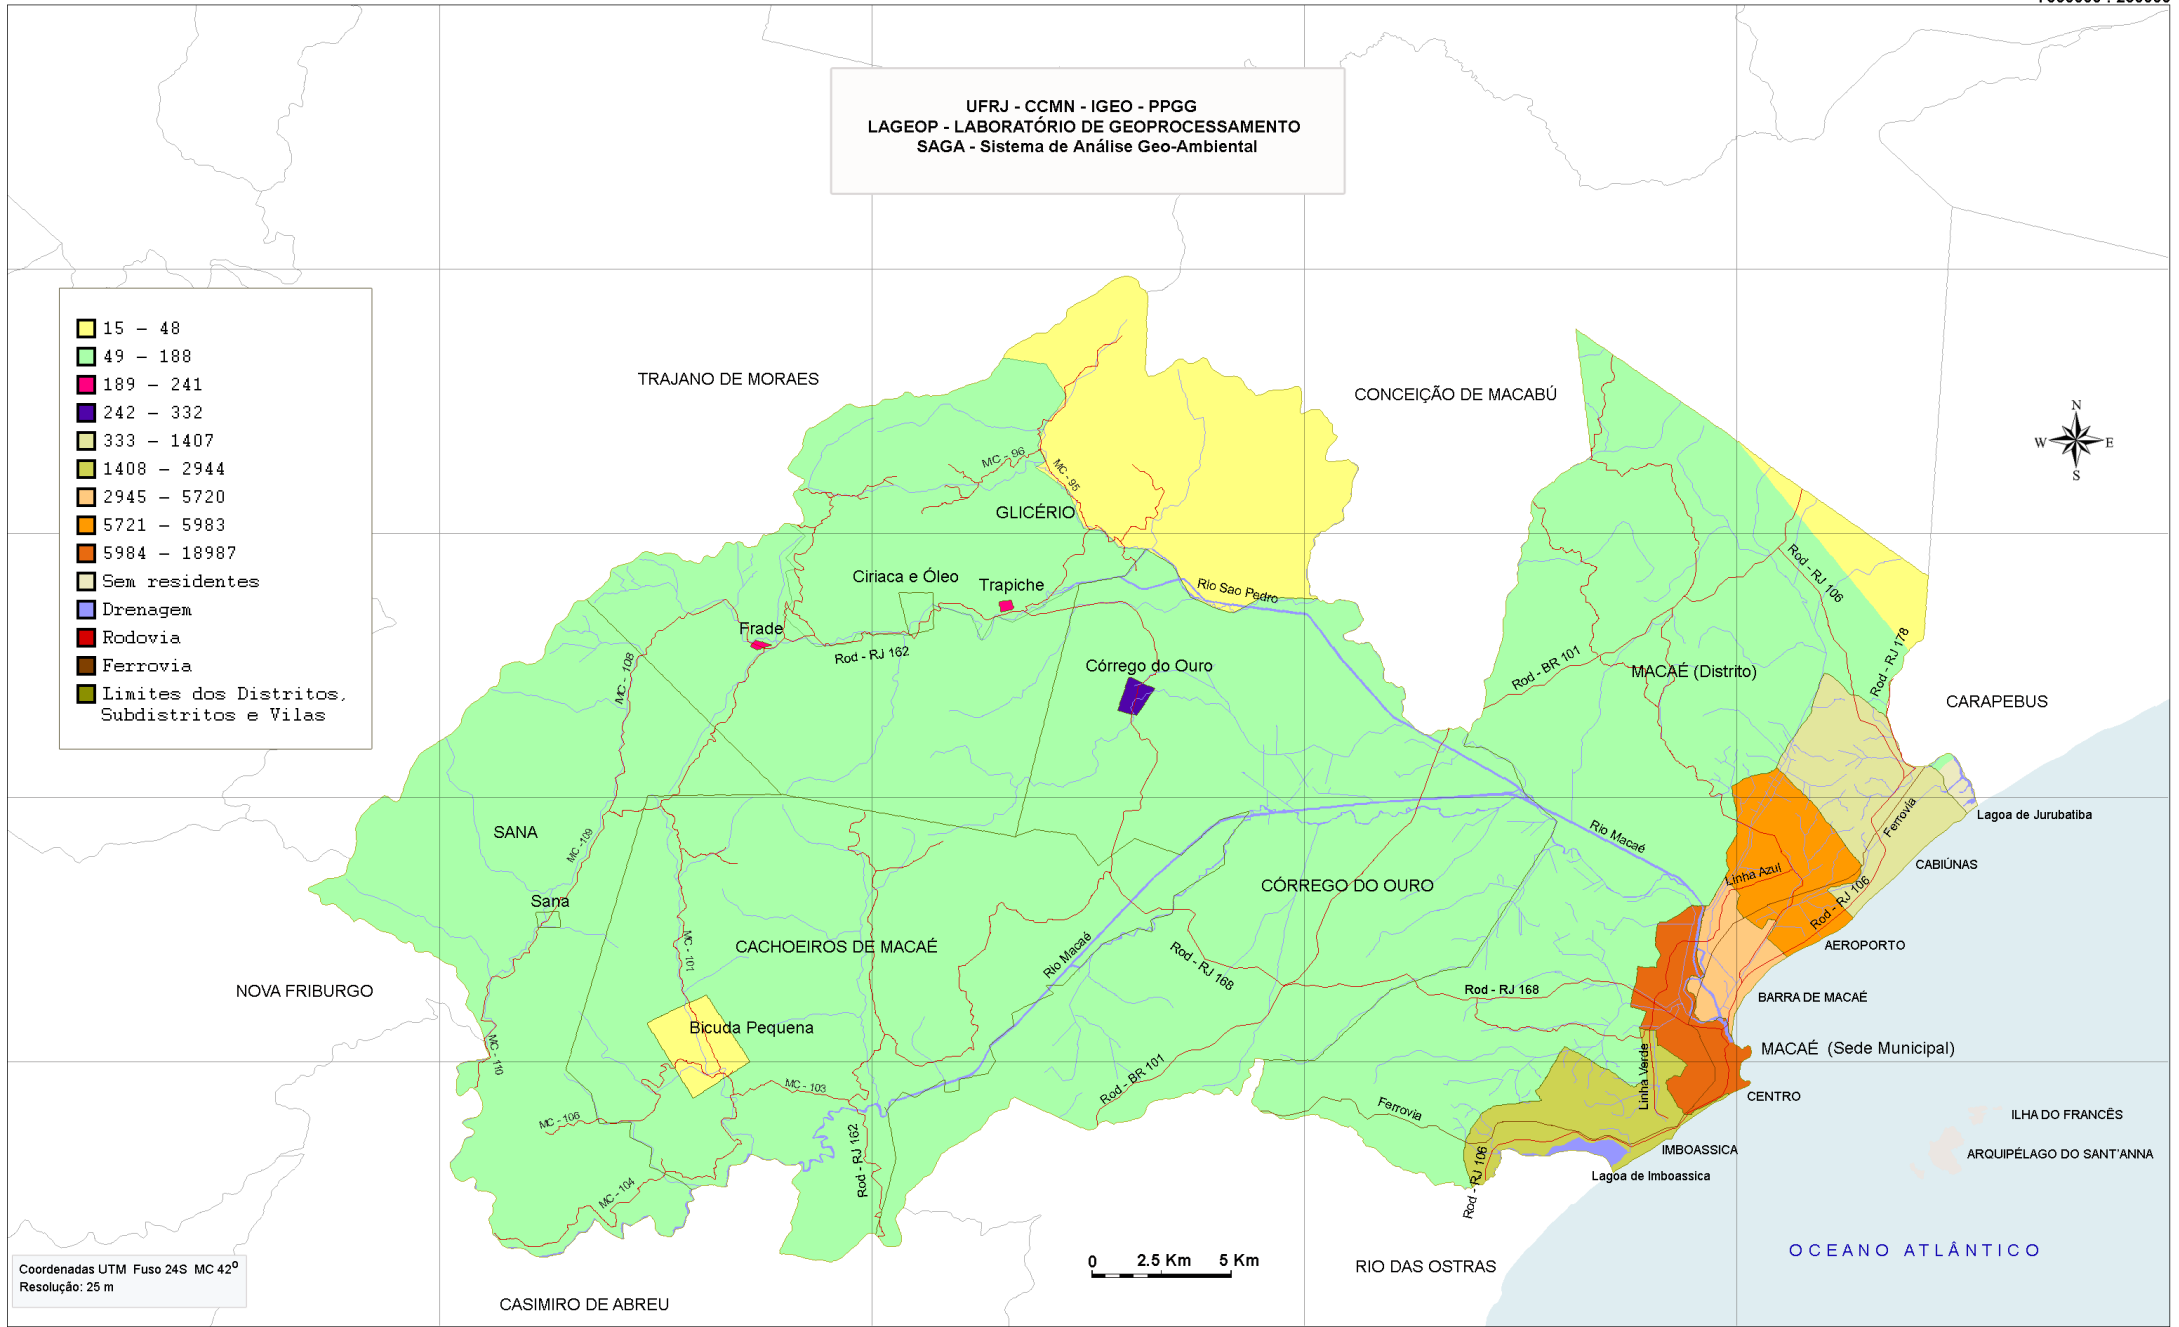 UFRJ - CCMN - IGEO - PPGG
LAGEOP - LABORATÓRIO DE GEOPROCESSAMENTO
SAGA - Sistema de Análise Geo-Ambiental
15 – 48
49 – 188
189 – 241
242 – 332
333 – 1407
1408 – 2944
2945 – 5720
5721 – 5983
5984 – 18987
Sem residentes
Drenagem
Rodovia
Ferrovia
Limites dos Distritos,
Subdistritos e Vilas
TRAJANO DE MORAES
CONCEIÇÃO DE MACABÚ
N
W
E
S
MC - 96
MC - 95
GLICÉRIO
Ciriaca e Óleo
Trapiche
Rio Sao Pedro
Rod - RJ 106
Frade
Rod - RJ 162
MC - 108
Córrego do Ouro
Rod - BR 101
MACAÉ (Distrito)
Rod - RJ 178
CARAPEBUS
SANA
MC -109
Rio Macaé
Ferrovia
Lagoa de Jurubatiba
CABIÚNAS
Linha Azul
CÓRREGO DO OURO
Rod - RJ 106
Sana
MC - 101
CACHOEIROS DE MACAÉ
Rio Macaé
Rod - RJ 168
AEROPORTO
NOVA FRIBURGO
Rod - RJ 168
BARRA DE MACAÉ
Bicuda Pequena
MC - 110
MACAÉ (Sede Municipal)
Linha Verde
MC - 103
Rod - BR 101
Ferrovia
CENTRO
MC - 106
ILHA DO FRANCÊS
Rod - RJ 162
IMBOASSICA
ARQUIPÉLAGO DO SANT'ANNA
Rod - RJ 106
Lagoa de Imboassica
MC - 104
OCEANO ATLÂNTICO
0 2.5 Km 5 Km
RIO DAS OSTRAS
Coordenadas UTM Fuso 24S MC 42º
Resolução: 25 m
CASIMIRO DE ABREU